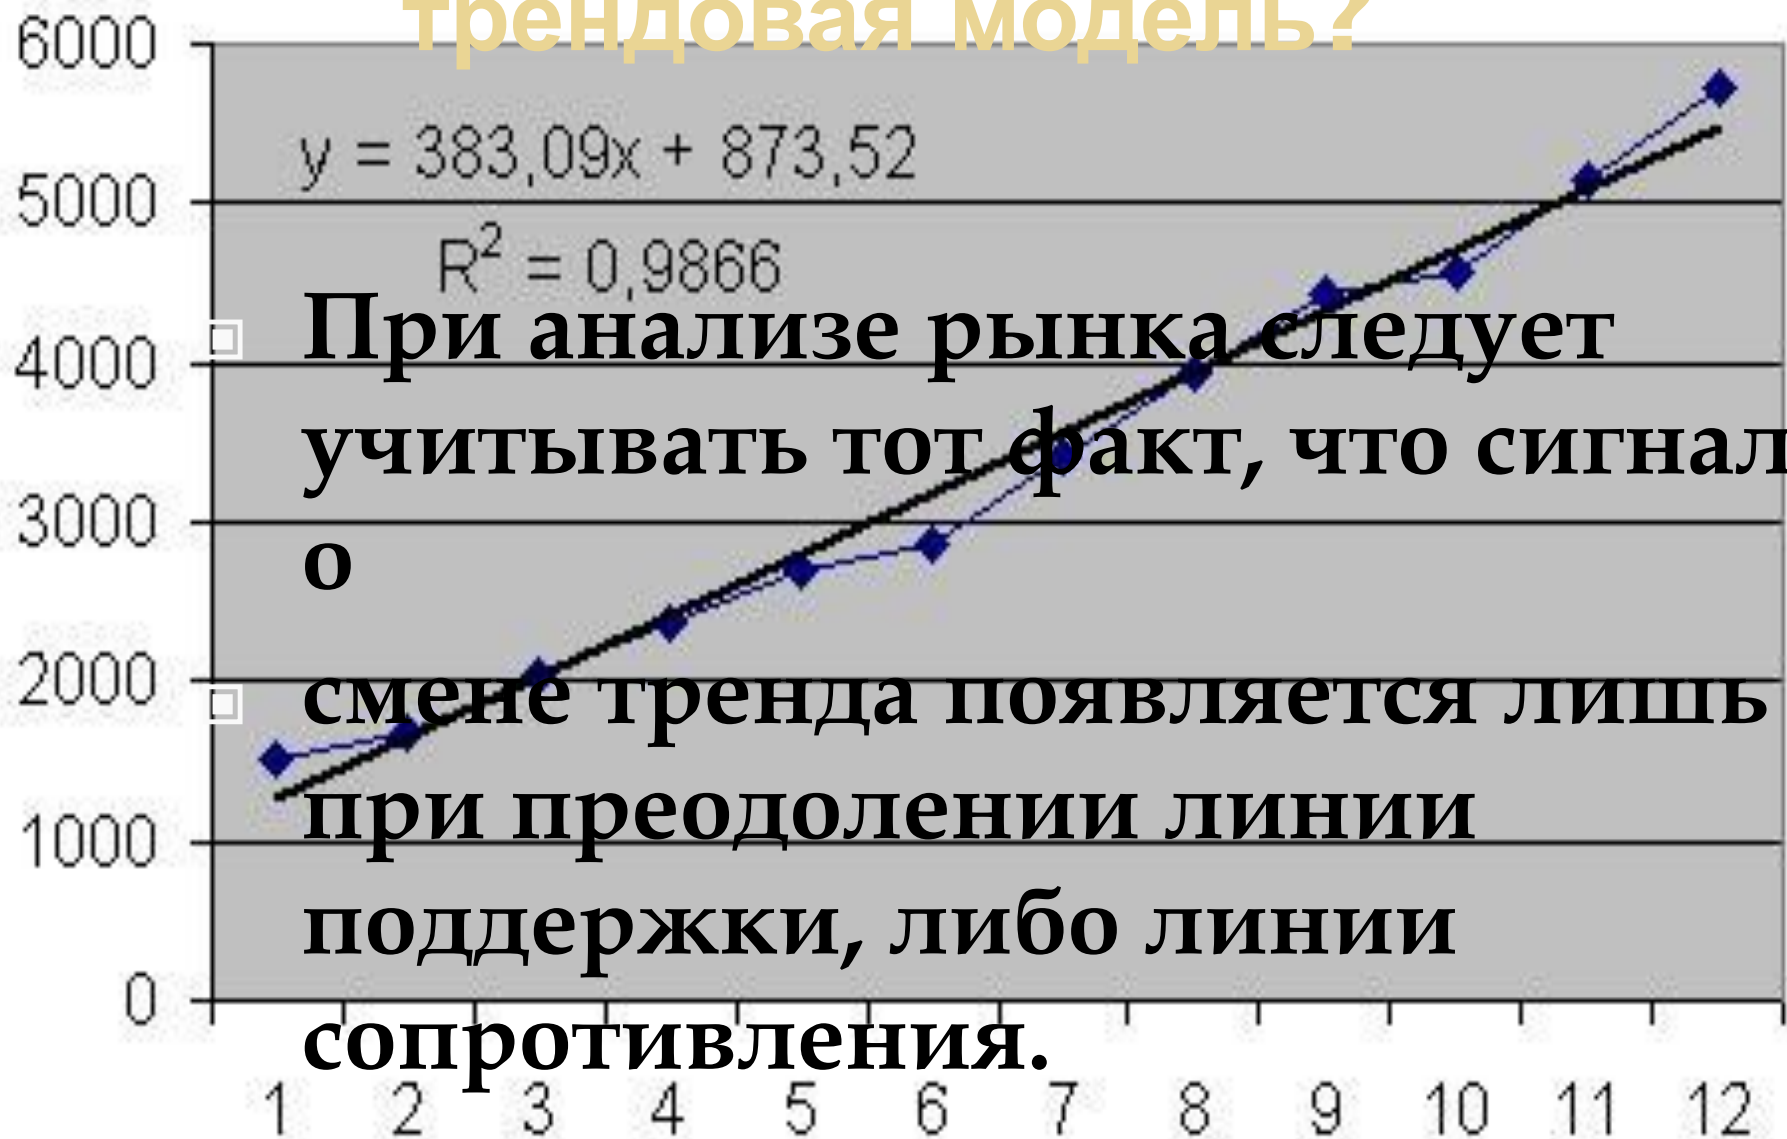 трендовая модель?
6000
y = 383,09x + 873,52
5000
R² = 0,9866
При анализе рынка следует
4000
учитывать тот факт, что сигнал
3000
о
2000
смене тренда появляется лишь
при преодолении линии
1000
поддержки, либо линии
0
сопротивления.
1 2 3 4 5 6 7 8 9 10 11 12